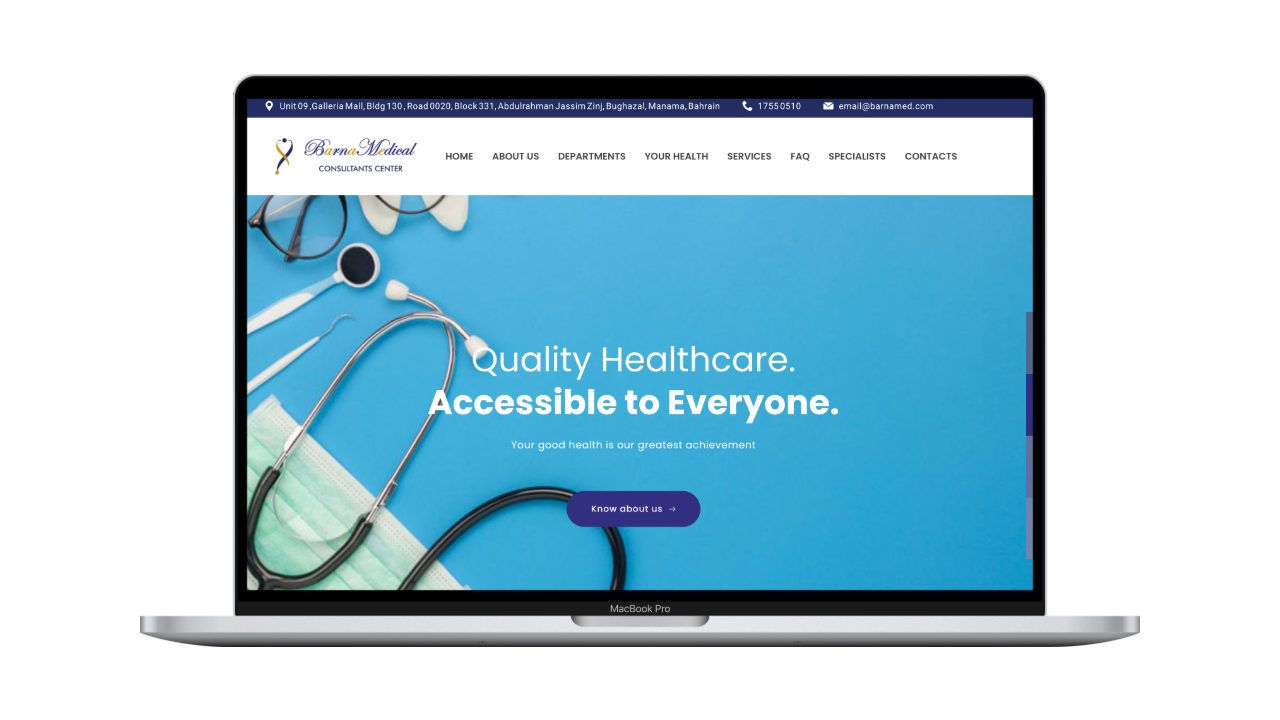 Unit 09 ,Galleria Mall, Bldg 130 , Road 0020, Block 331, Abdulrahman Jassim Zinj, Bughazal, Manama, Bahrain 1755 0510 email@barnamed.com
Barna Medical
CONSULTANTS CENTER
HOME ABOUT US DEPARTMENTS YOUR HEALTH SERVICES FAQ SPECIALISTS CONTACTS
Quality Healthcare.
Accessible to Everyone.
Your good health is our greatest achievement
Know about us →
MacBook Pro